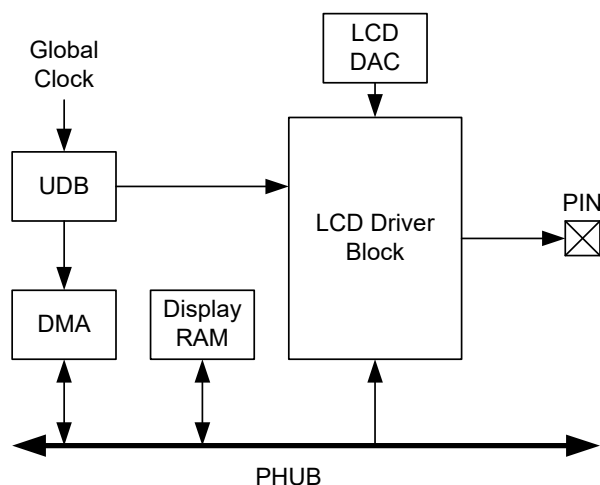 LCD
DAC
Global
Clock
UDB
LCD Driver
Block
PIN
DMA
Display
RAM
PHUB